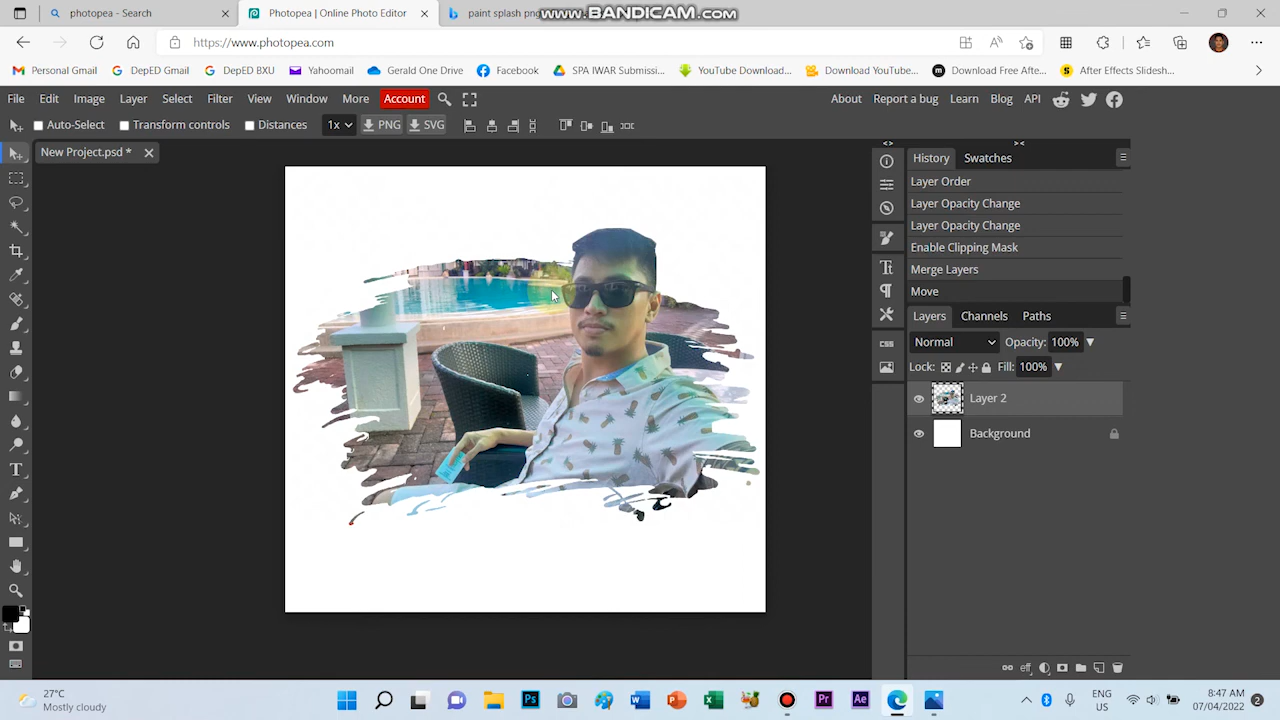 photopea - Search
Photopea | Online Photo Editor
paint splash png
www.BANDICAM.com
https://www.photopea.com
Personal Gmail
DepED Gmail
DepED BXU
Yahoomail
Gerald One Drive
Facebook
SPA IWAR Submissi...
YouTube Download...
Download YouTube...
Download Free Afte...
After Effects Slidesh...
File
Edit
Image
Layer
Select
Filter
View
Window
More
Account
About
Report a bug
Learn
Blog
API
Auto-Select
Transform controls
Distances
1x
PNG
SVG
New Project.psd *
History
Swatches
Layer Order
Layer Opacity Change
Layer Opacity Change
Enable Clipping Mask
Merge Layers
Move
Layers
Channels
Paths
Normal
Opacity: 100%
Lock:
Fill: 100%
Layer 2
Background
CSS
eff
27°C
Mostly cloudy
ENG
US
8:47 AM
07/04/2022
2